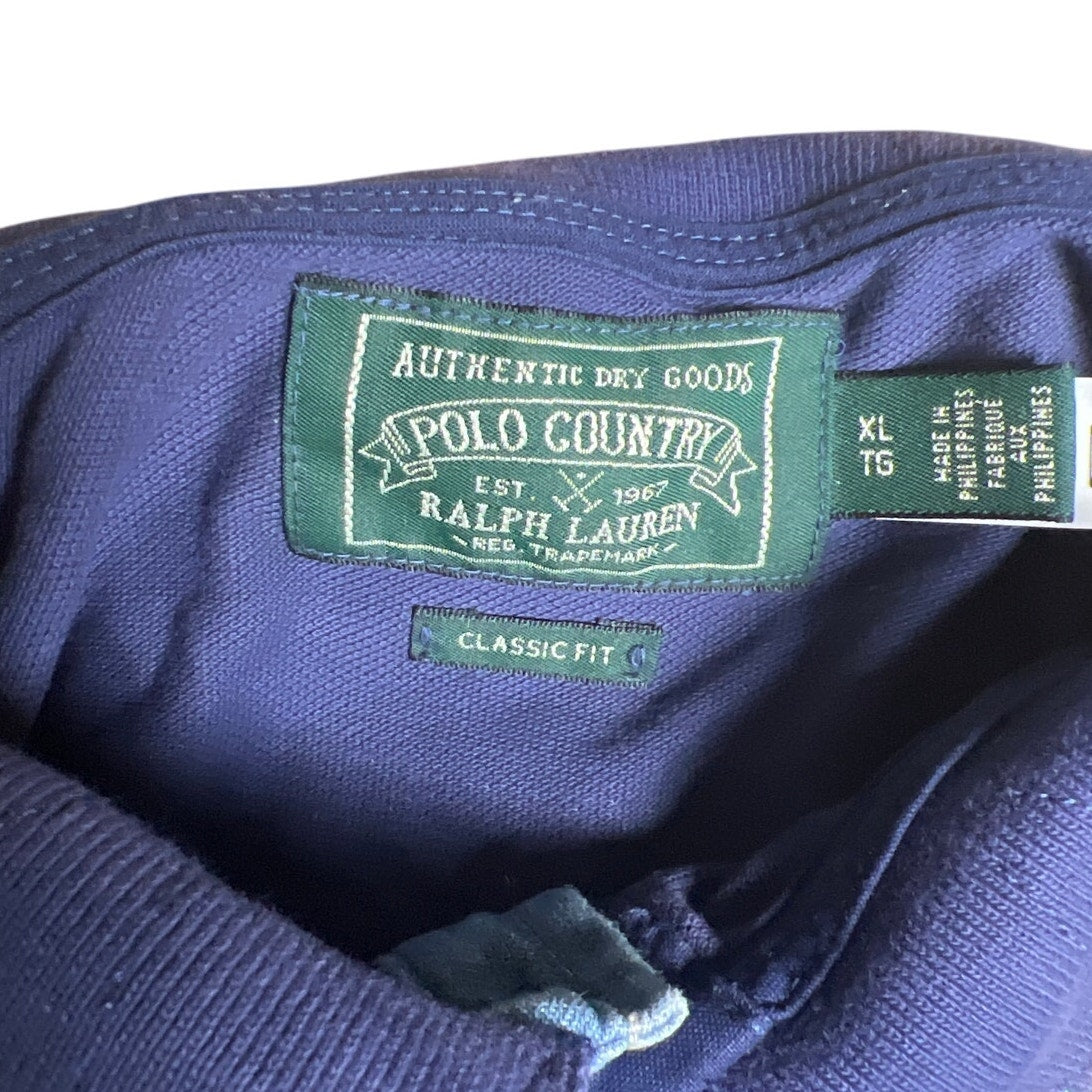 AUTHENTIC DRY GOODS
POLO COUNTRY
EST. 1967
RALPH LAUREN
REG. TRADEMARK
CLASSIC FIT
XL
TG
MADE IN
PHILIPPINES
FABRIQUÉ
AUX
PHILIPPINES